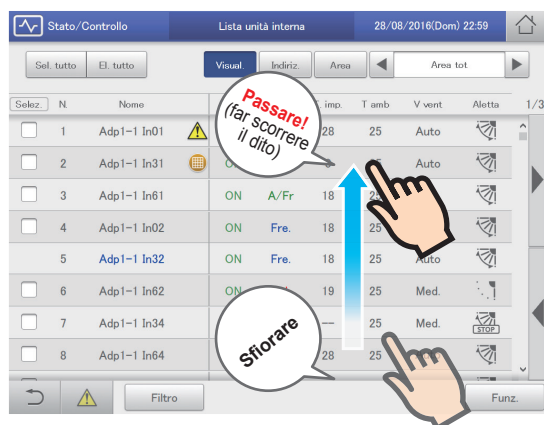 Stato/Controllo Lista unità interna 28/08/2016(Dom) 22:59
Sel. tutto El. tutto Visual. Indiriz. Area Area tot
Selez. N. Nome imp. T amb V vent Aletta 1/3
Passare!
(far scorrere
il dito)
1 Adp1-1 In01 28 25 Auto
2 Adp1-1 In31 Auto
3 Adp1-1 In61 ON A/Fr 18 Auto
4 Adp1-1 In02 ON Fre. 18 25 Auto
5 Adp1-1 In32 ON Fre. 18 25 Auto
6 Adp1-1 In62 ON 19 25 Med.
7 Adp1-1 In34 -- 25 Med. STOP
8 Adp1-1 In64 28 25
Sfiorare
Filtro Funz.